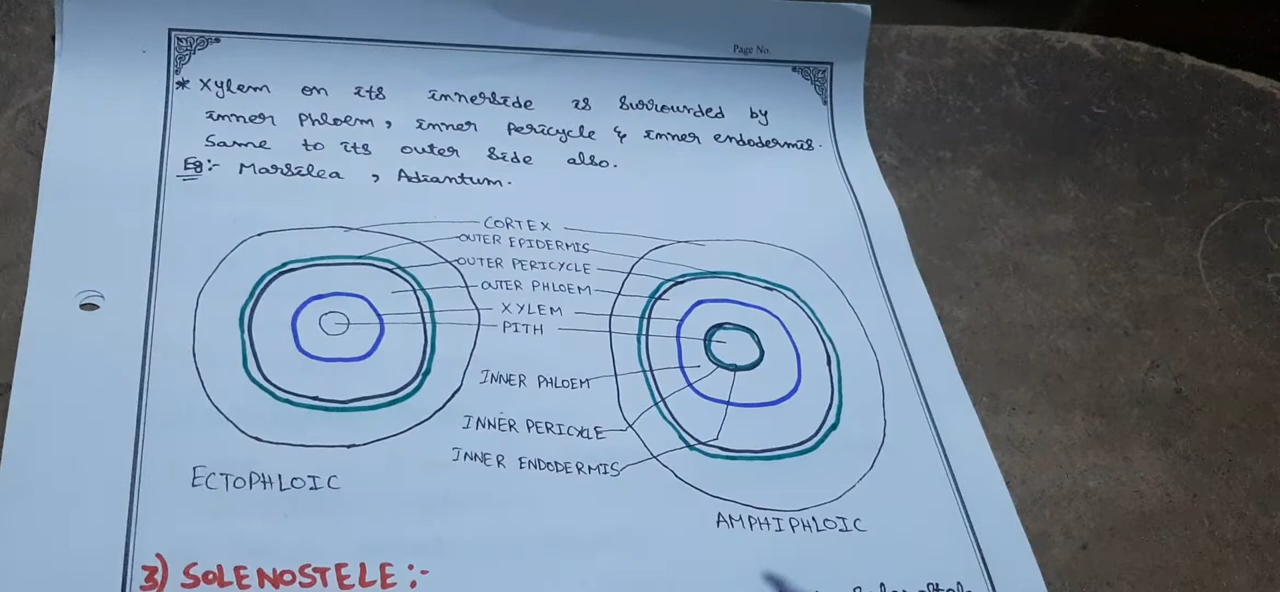 Page No.
* Xylem on its innerside is surrounded by
inner phloem, inner pericycle & inner endodermis.
Same to its outer side also.
Eg:- Marsilea, Adiantum.
CORTEX
OUTER EPIDERMIS
OUTER PERICYCLE
OUTER PHLOEM
XYLEM
PITH
INNER PHLOEM
INNER PERICYCLE
INNER ENDODERMIS
ECTOPHLOIC
AMPHIPHLOIC
3) SOLENOSTELE:-